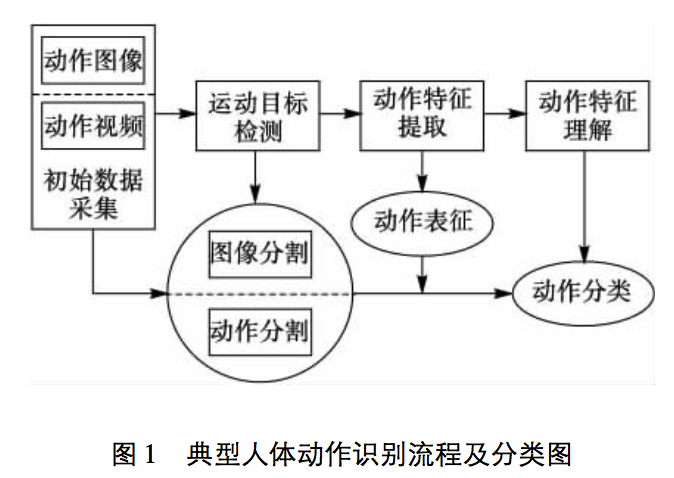 动作图像
动作视频
初始数据
采集
运动目标
检测
动作特征
提取
动作特征
理解
动作表征
图像分割
动作分割
动作分类
图 1 典型人体动作识别流程及分类图